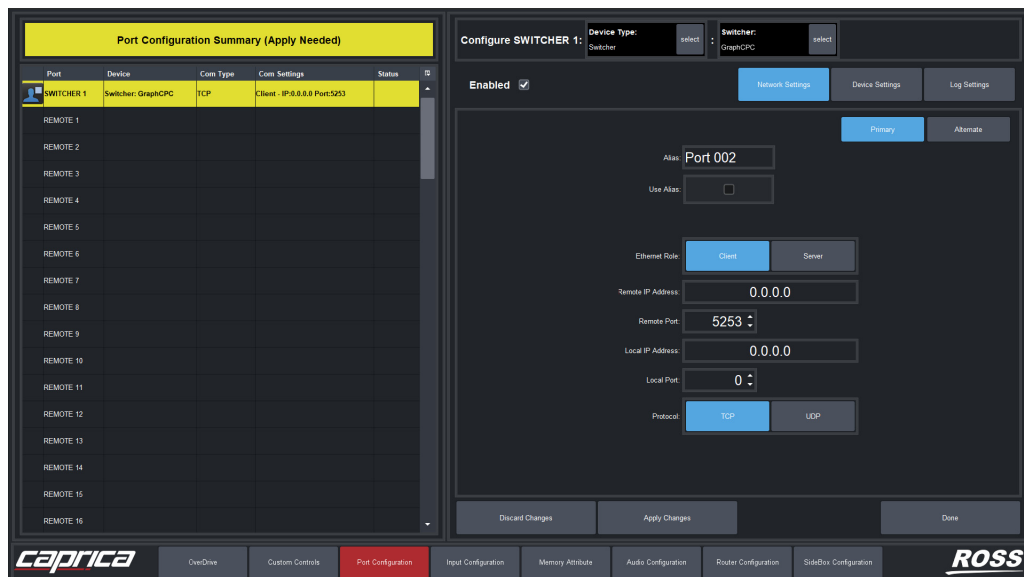 Port Configuration Summary (Apply Needed)
Port Device Com Type Com Settings Status
SWITCHER 1 Switcher: GraphCPC TCP Client - IP:0.0.0.0 Port:5253
REMOTE 1
REMOTE 2
REMOTE 3
REMOTE 4
REMOTE 5
REMOTE 6
REMOTE 7
REMOTE 8
REMOTE 9
REMOTE 10
REMOTE 11
REMOTE 12
REMOTE 13
REMOTE 14
REMOTE 15
REMOTE 16
Configure SWITCHER 1: Device Type: Switcher select : Switcher: GraphCPC select
Enabled Network Settings Device Settings Log Settings
Primary Alternate
Alias: Port 002
Use Alias:
Ethernet Role: Client Server
Remote IP Address: 0.0.0.0
Remote Port: 5253
Local IP Address: 0.0.0.0
Local Port: 0
Protocol: TCP UDP
Discard Changes Apply Changes Done
caprica OverDrive Custom Controls Port Configuration Input Configuration Memory Attribute Audio Configuration Router Configuration SideBox Configuration ROSS